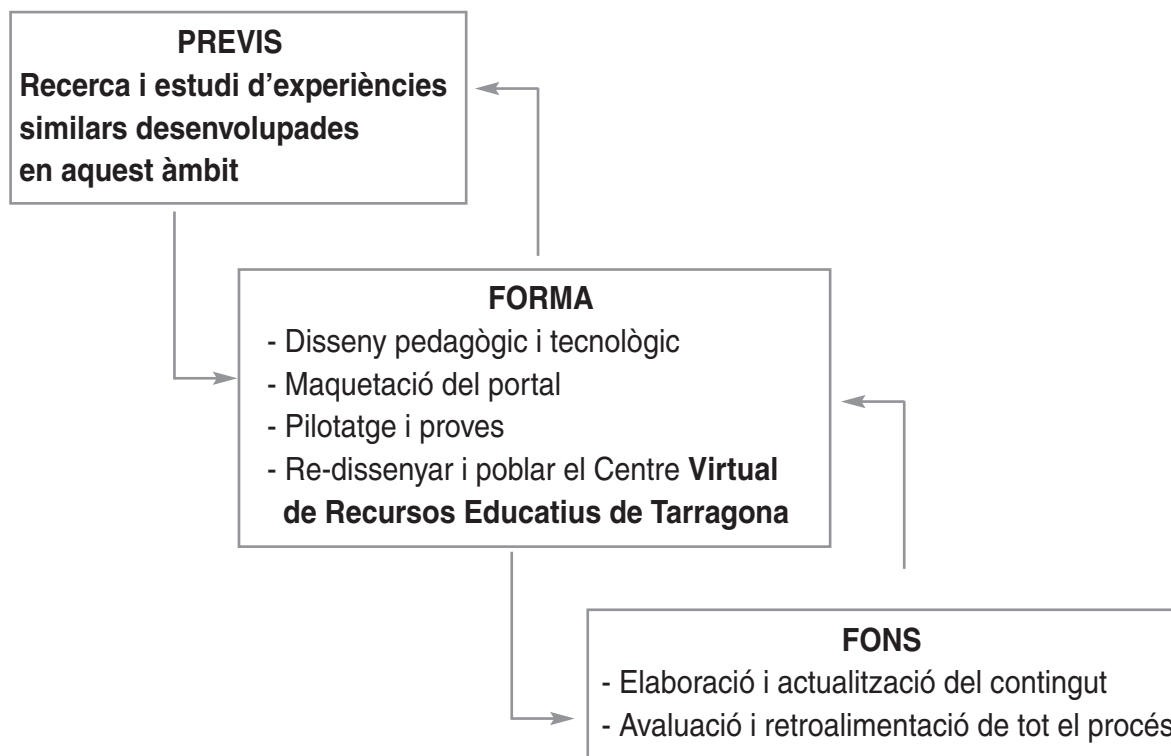 PREVIS
Recerca i estudi d’experiències
similars desenvolupades
en aquest àmbit
FORMA
- Disseny pedagògic i tecnològic
- Maquetació del portal
- Pilotatge i proves
- Re-dissenyar i poblar el Centre Virtual
de Recursos Educatius de Tarragona
FONS
- Elaboració i actualització del contingut
- Avaluació i retroalimentació de tot el procés